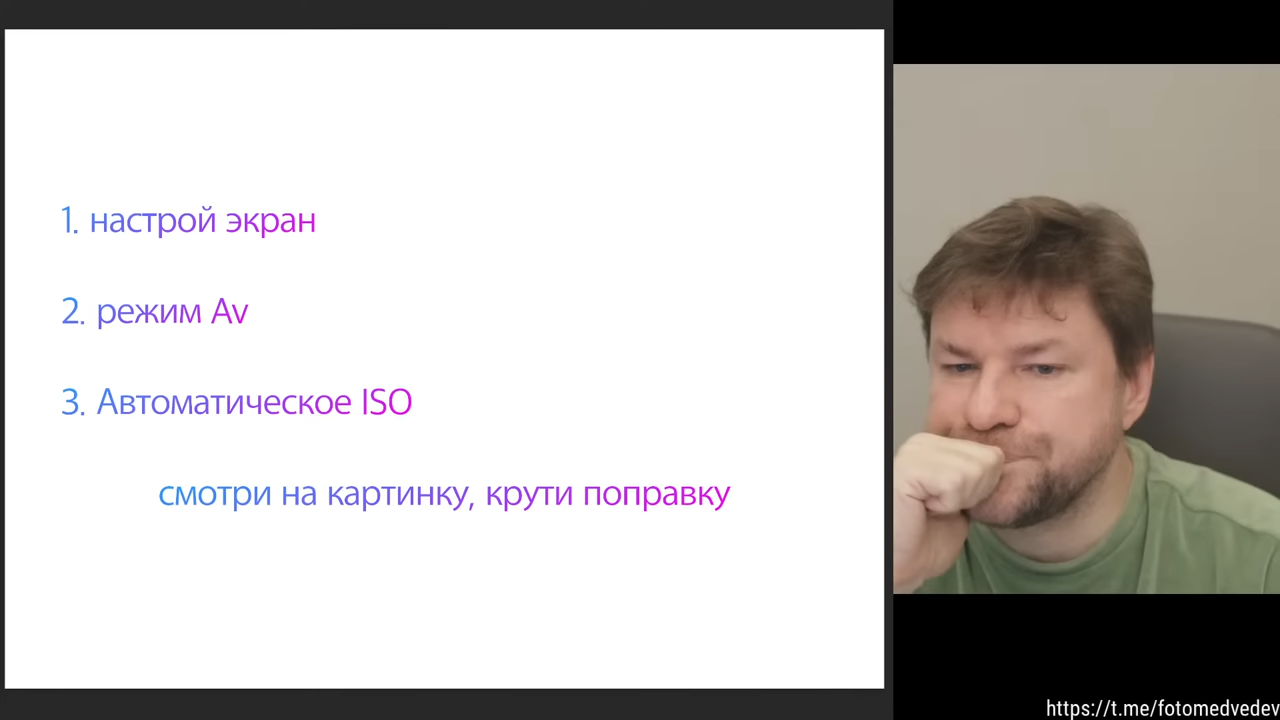 1. настрой экран
2. режим Av
3. Автоматическое ISO
смотри на картинку, крути поправку
https://t.me/fotomedvedev